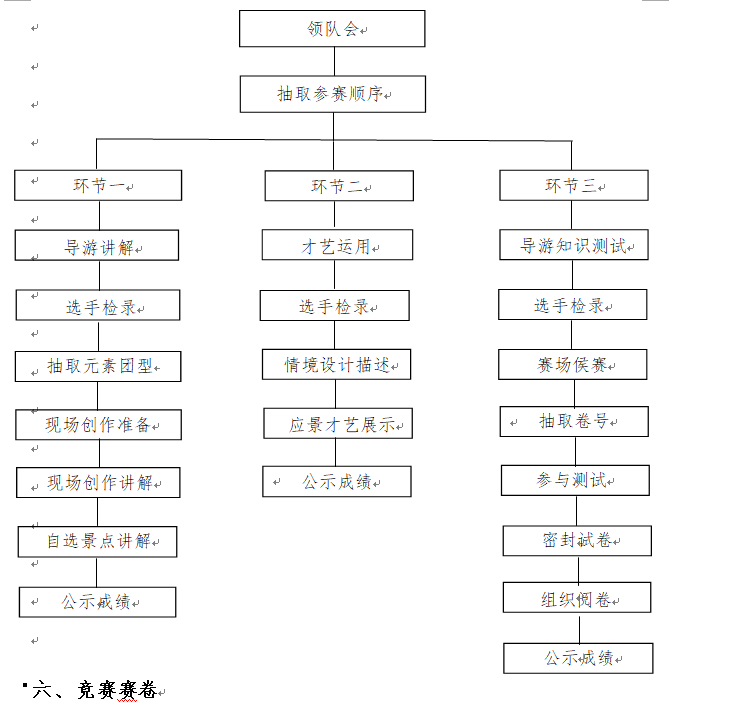 领队会
抽取参赛顺序
环节一
导游讲解
选手检录
抽取元素团型
现场创作准备
现场创作讲解
自选景点讲解
公示成绩
环节二
才艺运用
选手检录
情境设计描述
应景才艺展示
公示成绩
环节三
导游知识测试
选手检录
赛场侯赛
抽取卷号
参与测试
密封试卷
组织阅卷
公示成绩
六、竞赛赛卷